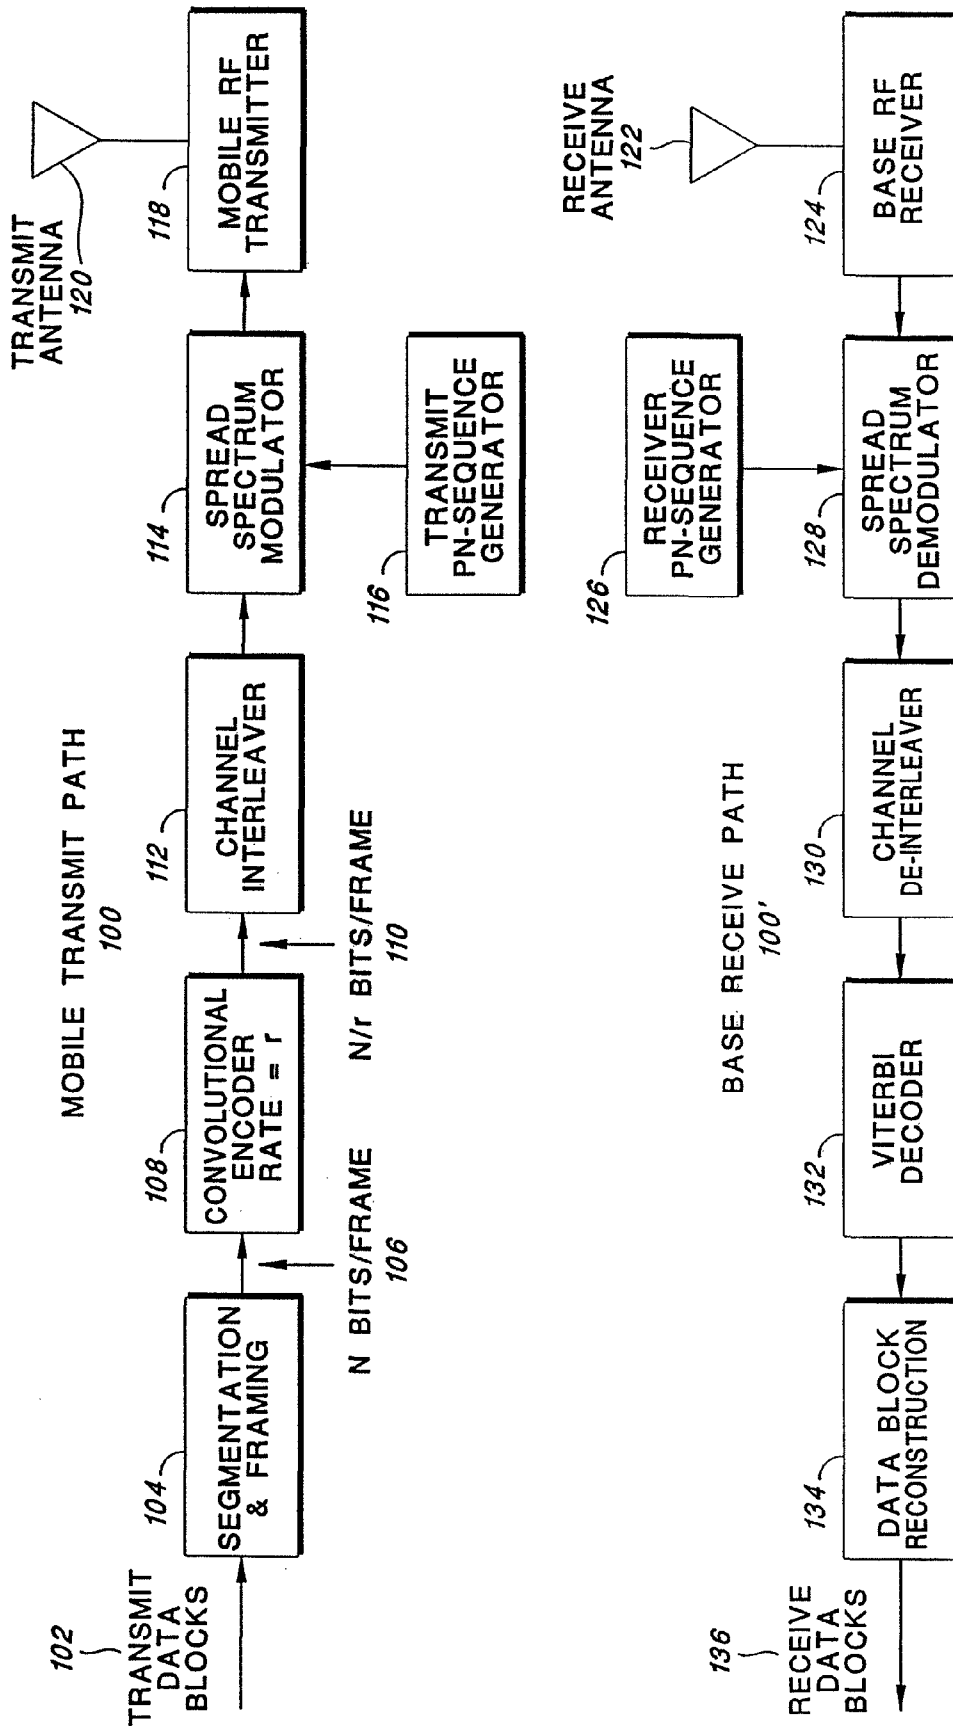 MOBILE TRANSMIT PATH
100
102
TRANSMIT
DATA
BLOCKS
104
SEGMENTATION
& FRAMING
N BITS/FRAME
106
108
CONVOLUTIONAL
ENCODER
RATE = r
N/r BITS/FRAME
110
112
CHANNEL
INTERLEAVER
114
SPREAD
SPECTRUM
MODULATOR
116
TRANSMIT
PN-SEQUENCE
GENERATOR
118
MOBILE RF
TRANSMITTER
TRANSMIT
ANTENNA
120
BASE RECEIVE PATH
100'
RECEIVE
ANTENNA
122
124
BASE RF
RECEIVER
126
RECEIVER
PN-SEQUENCE
GENERATOR
128
SPREAD
SPECTRUM
DEMODULATOR
130
CHANNEL
DE-INTERLEAVER
132
VITERBI
DECODER
134
DATA BLOCK
RECONSTRUCTION
136
RECEIVE
DATA
BLOCKS